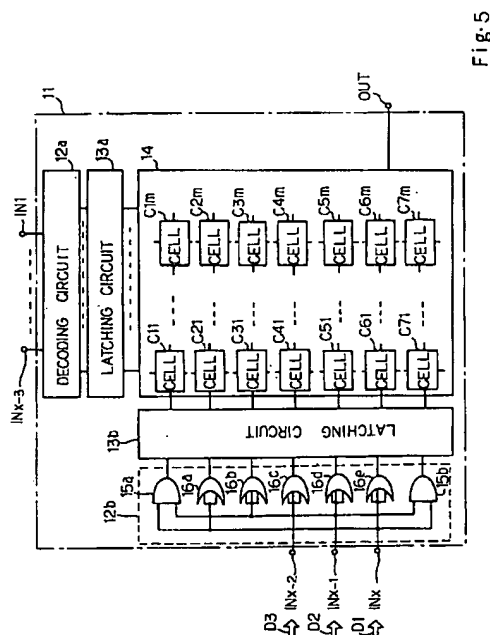 Fig. 5
11
INx-3
IN1
12a
DECODING CIRCUIT
13a
LATCHING CIRCUIT
14
C11
C1m
CELL
CELL
C21
C2m
CELL
CELL
C31
C3m
CELL
CELL
C41
C4m
CELL
CELL
C51
C5m
CELL
CELL
C61
C6m
CELL
CELL
C71
C7m
CELL
CELL
OUT
13b
LATCHING CIRCUIT
12b
15a
16a
16b
16c
16d
16e
15b
D3
INx-2
D2
INx-1
D1
INx